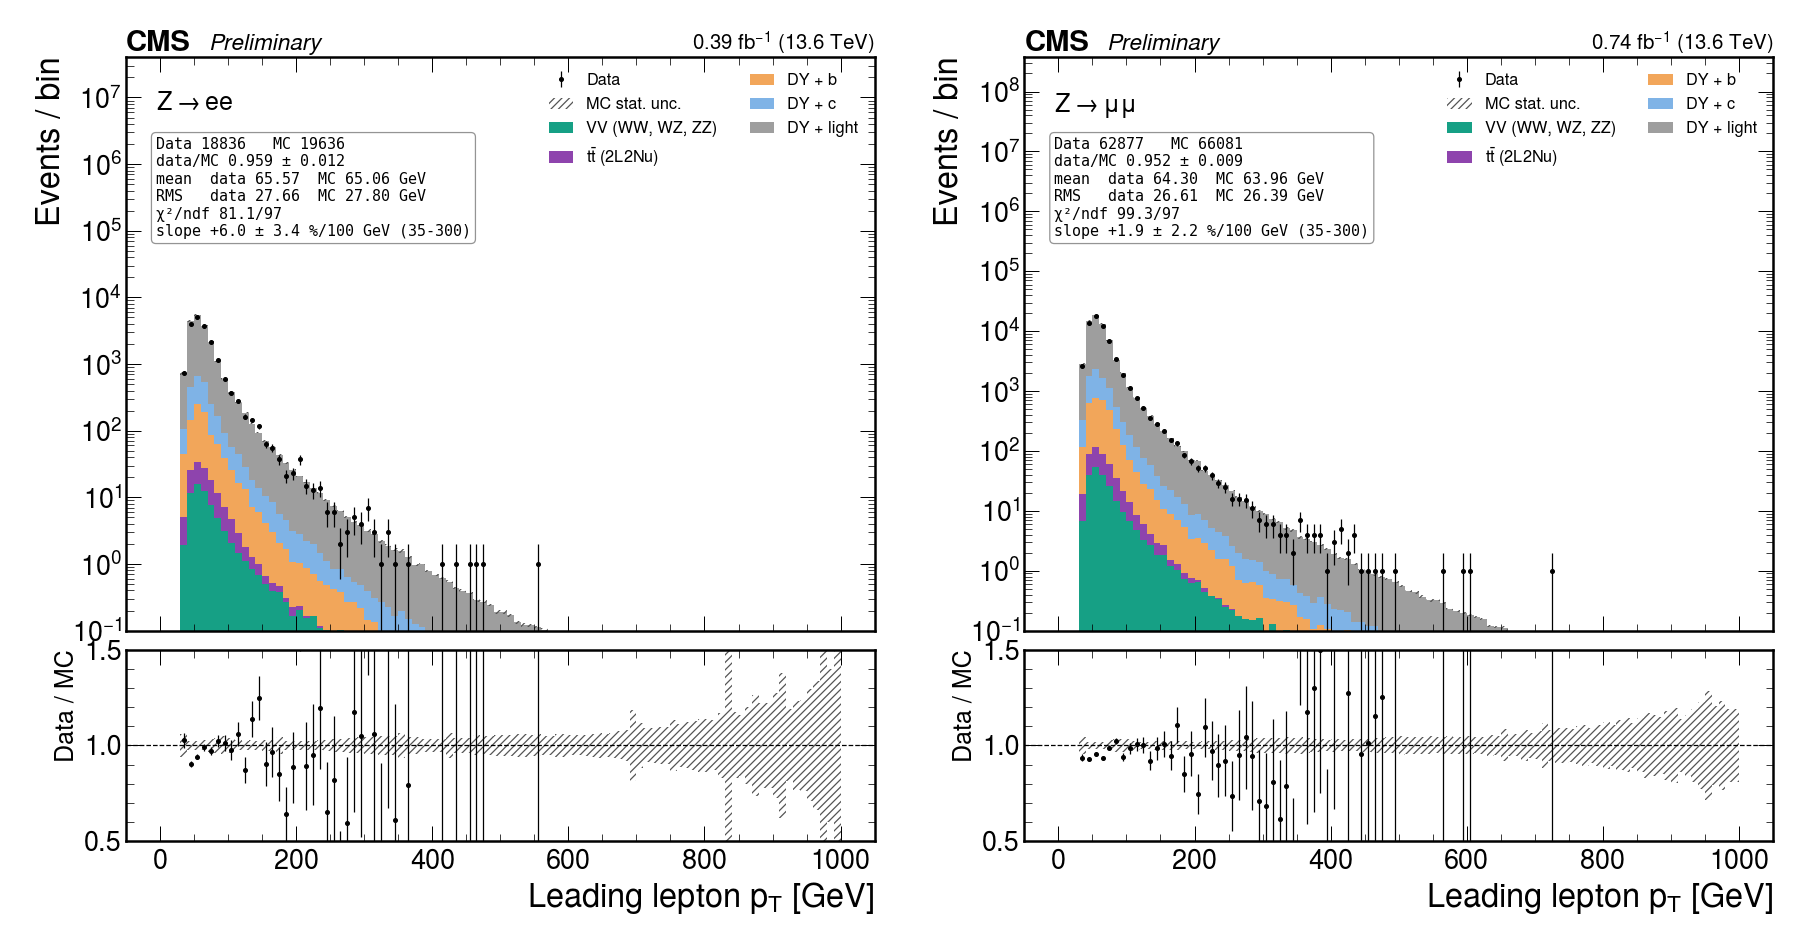 CMS Preliminary 0.39 fb⁻¹ (13.6 TeV)
Events / bin
10⁷
10⁶
10⁵
10⁴
10³
10²
10¹
10⁰
10⁻¹
Z → ee
Data
MC stat. unc.
VV (WW, WZ, ZZ)
tt̄ (2L2Nu)
DY + b
DY + c
DY + light
Data 18836 MC 19636
data/MC 0.959 ± 0.012
mean data 65.57 MC 65.06 GeV
RMS data 27.66 MC 27.80 GeV
χ²/ndf 81.1/97
slope +6.0 ± 3.4 %/100 GeV (35-300)
Data / MC
1.5
1.0
0.5
0 200 400 600 800 1000
Leading lepton p_T [GeV]
CMS Preliminary 0.74 fb⁻¹ (13.6 TeV)
Events / bin
10⁸
10⁷
10⁶
10⁵
10⁴
10³
10²
10¹
10⁰
10⁻¹
Z → μμ
Data
MC stat. unc.
VV (WW, WZ, ZZ)
tt̄ (2L2Nu)
DY + b
DY + c
DY + light
Data 62877 MC 66081
data/MC 0.952 ± 0.009
mean data 64.30 MC 63.96 GeV
RMS data 26.61 MC 26.39 GeV
χ²/ndf 99.3/97
slope +1.9 ± 2.2 %/100 GeV (35-300)
Data / MC
1.5
1.0
0.5
0 200 400 600 800 1000
Leading lepton p_T [GeV]